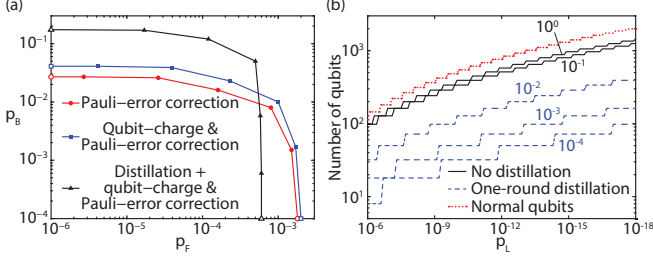 (a)
10⁻¹
10⁻²
10⁻³
10⁻⁴
p_B
Pauli−error correction
Qubit−charge &
Pauli−error correction
Distillation +
qubit−charge &
Pauli−error correction
10⁻⁶
10⁻⁵
10⁻⁴
10⁻³
p_F
(b)
10³
10²
10¹
Number of qubits
10⁰
10⁻¹
10⁻²
10⁻³
10⁻⁴
No distillation
One−round distillation
Normal qubits
10⁻⁶
10⁻⁹
10⁻¹²
10⁻¹⁵
10⁻¹⁸
p_L